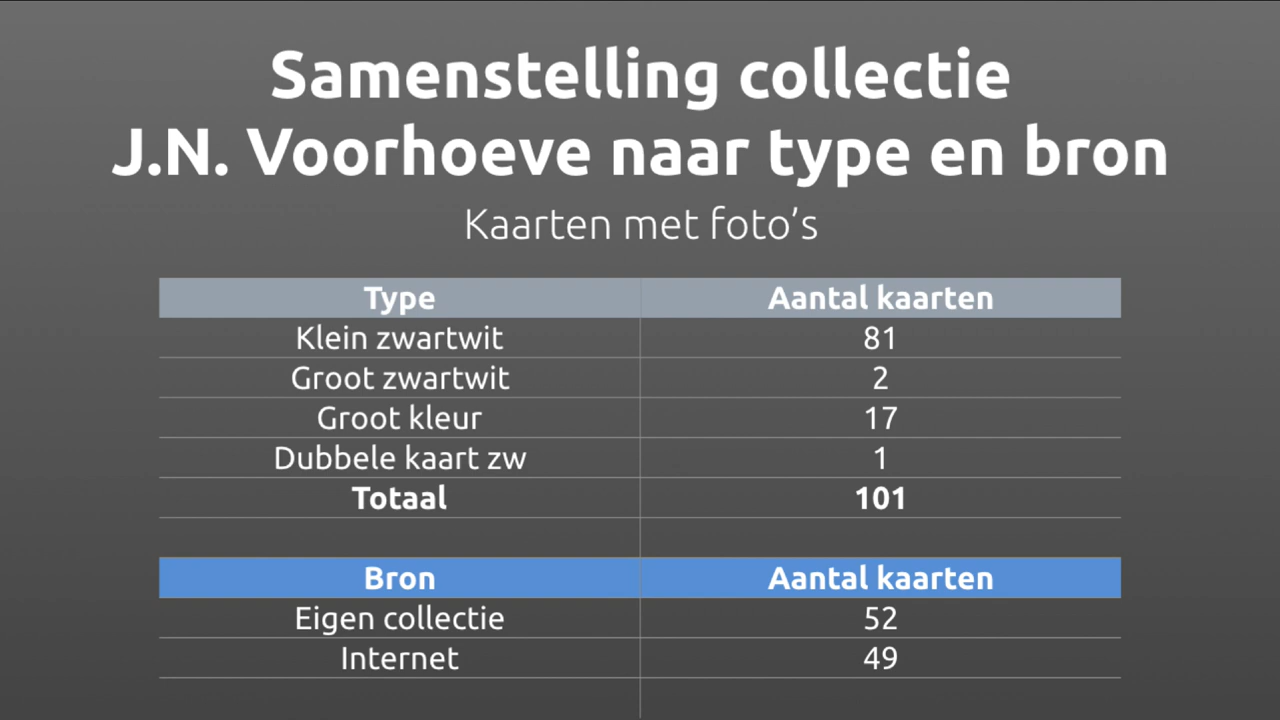 Samenstelling collectie
J.N. Voorhoeve naar type en bron
Kaarten met foto’s
Type Aantal kaarten
Klein zwartwit 81
Groot zwartwit 2
Groot kleur 17
Dubbele kaart zw 1
Totaal 101
Bron Aantal kaarten
Eigen collectie 52
Internet 49